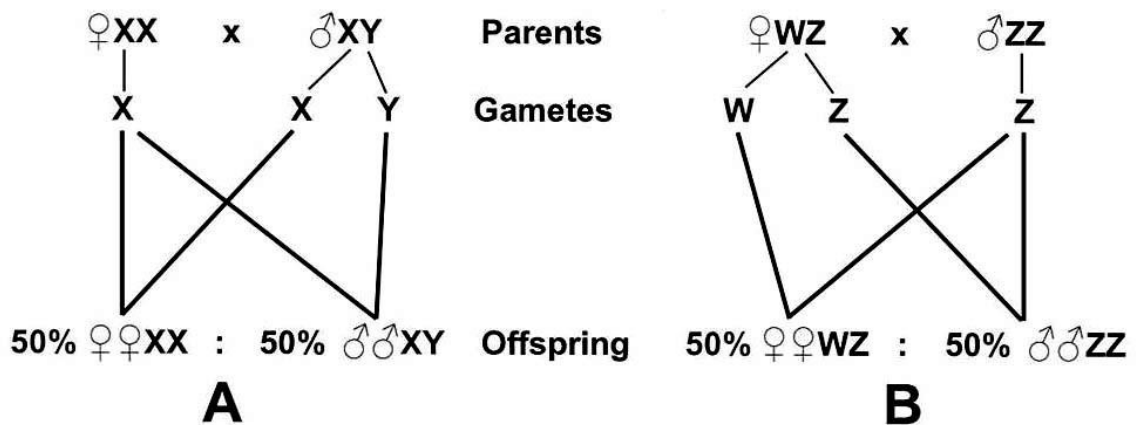 ♀XX x ♂XY Parents ♀WZ x ♂ZZ
X X Y Gametes W Z Z
50% ♀♀XX : 50% ♂♂XY Offspring 50% ♀♀WZ : 50% ♂♂ZZ
A B